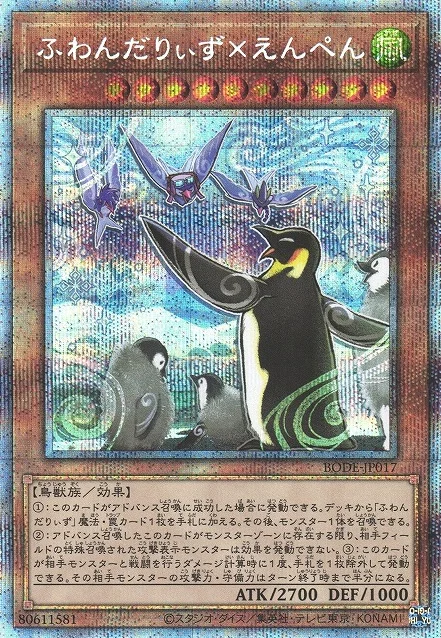 ふわんだりぃず×えんぺん
風
BODE-JP017
【鳥獣族/効果】
①:このカードがアドバンス召喚に成功した場合に発動できる。デッキから「ふわん
だりぃず」魔法・罠カード1枚を手札に加える。その後、モンスター1体を召喚できる。
②:アドバンス召喚したこのカードがモンスターゾーンに存在する限り、相手フィー
ルドの特殊召喚された攻撃表示モンスターは効果を発動できない。③:このカード
が相手モンスターと戦闘を行うダメージ計算時に1度、手札を1枚除外して発動で
きる。その相手モンスターの攻撃力・守備力はターン終了時まで半分になる。
ATK/2700 DEF/1000
80611581
©スタジオ・ダイス/集英社・テレビ東京・KONAMI